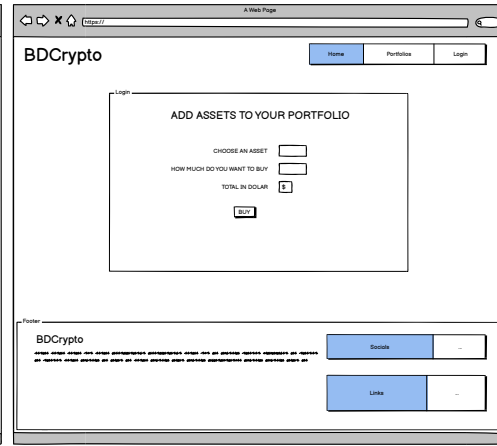 A Web Page
https://
BDCrypto
Home Portfolios Login
Login
ADD ASSETS TO YOUR PORTFOLIO
CHOOSE AN ASSET
HOW MUCH DO YOU WANT TO BUY
TOTAL IN DOLAR $
BUY
Footer
BDCrypto
Socials ...
Links ...